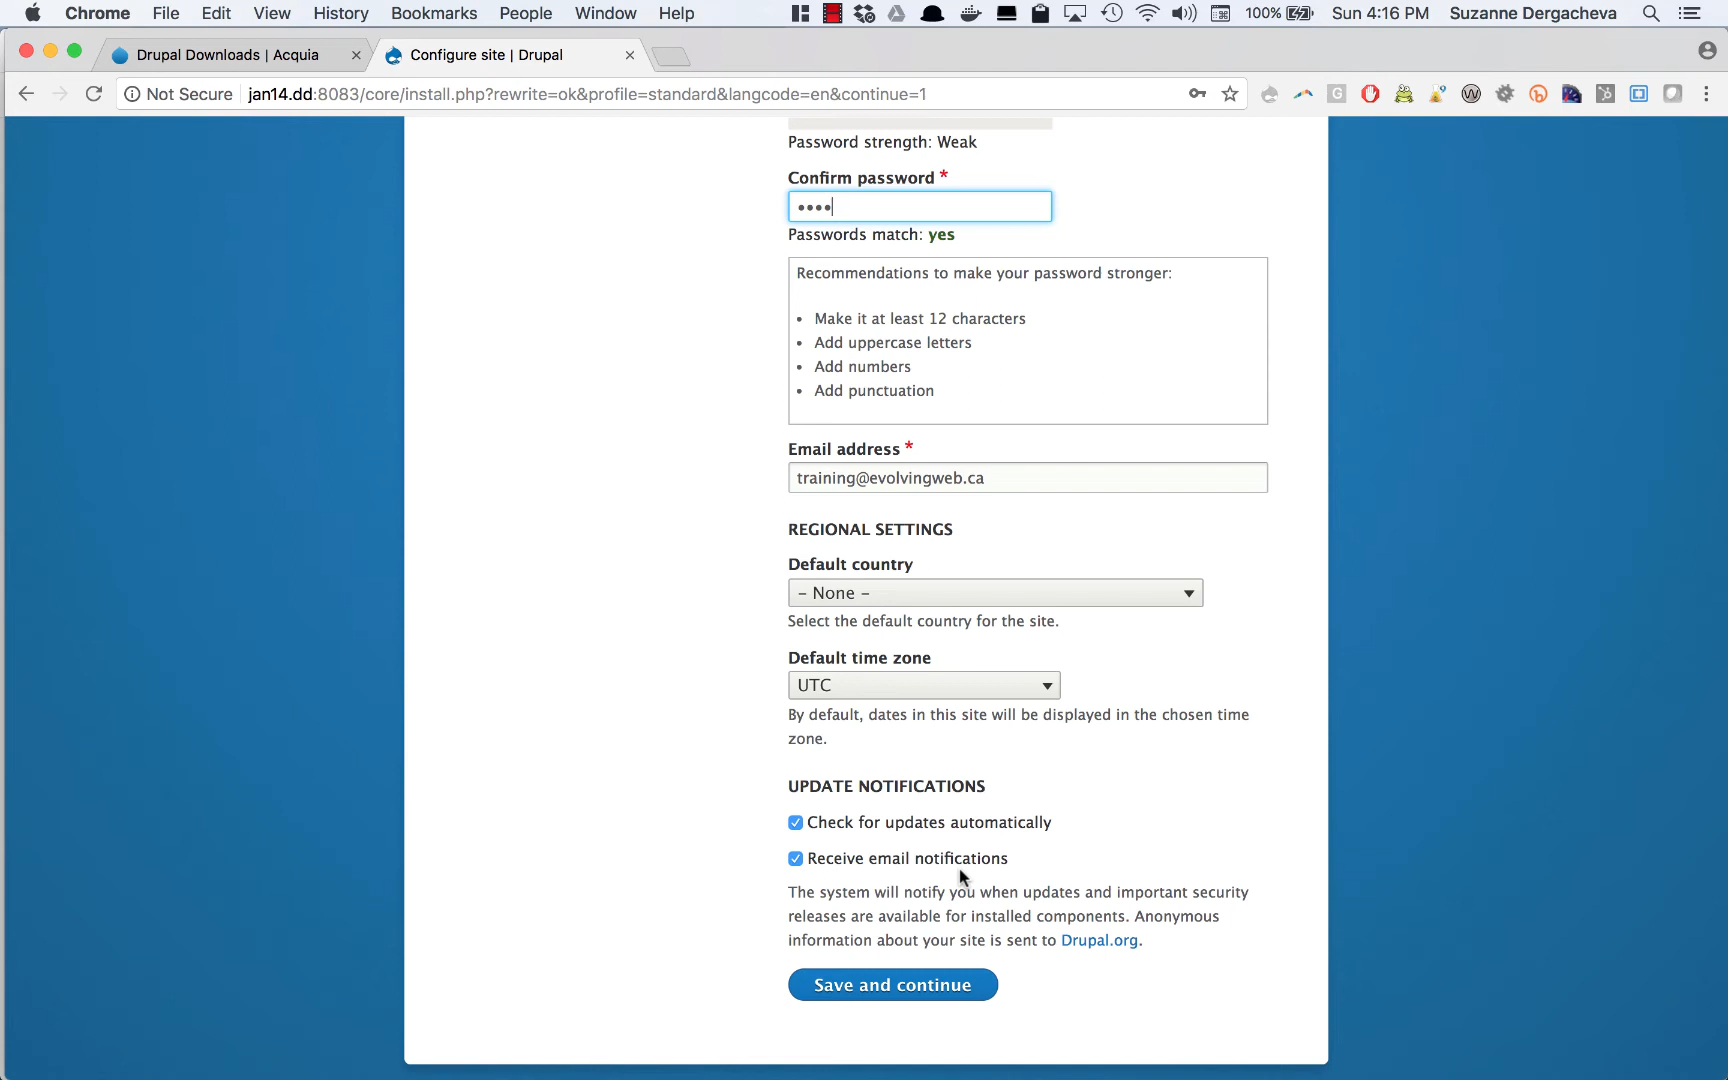 Chrome File Edit View History Bookmarks People Window Help 100% Sun 4:16 PM Suzanne Dergacheva
Drupal Downloads | Acquia Configure site | Drupal
Not Secure jan14.dd:8083/core/install.php?rewrite=ok&profile=standard&langcode=en&continue=1
Password strength: Weak
Confirm password *
••••
Passwords match: yes
Recommendations to make your password stronger:
• Make it at least 12 characters
• Add uppercase letters
• Add numbers
• Add punctuation
Email address *
training@evolvingweb.ca
REGIONAL SETTINGS
Default country
- None -
Select the default country for the site.
Default time zone
UTC
By default, dates in this site will be displayed in the chosen time
zone.
UPDATE NOTIFICATIONS
Check for updates automatically
Receive email notifications
The system will notify you when updates and important security
releases are available for installed components. Anonymous
information about your site is sent to Drupal.org.
Save and continue